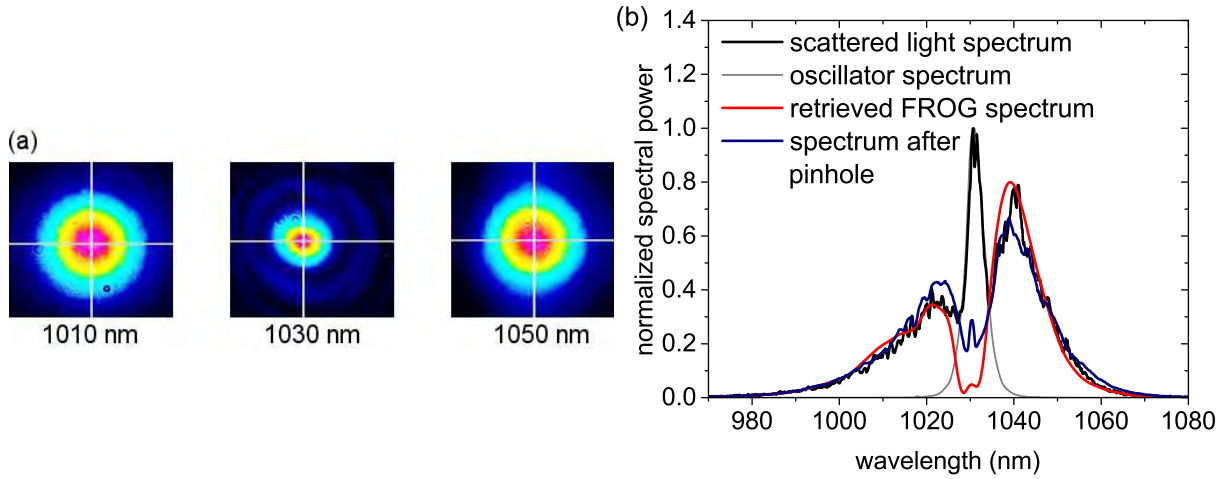 (a)
1010 nm
1030 nm
1050 nm
(b)
normalized spectral power
1.4
1.2
1.0
0.8
0.6
0.4
0.2
0.0
scattered light spectrum
oscillator spectrum
retrieved FROG spectrum
spectrum after
pinhole
980 1000 1020 1040 1060 1080
wavelength (nm)